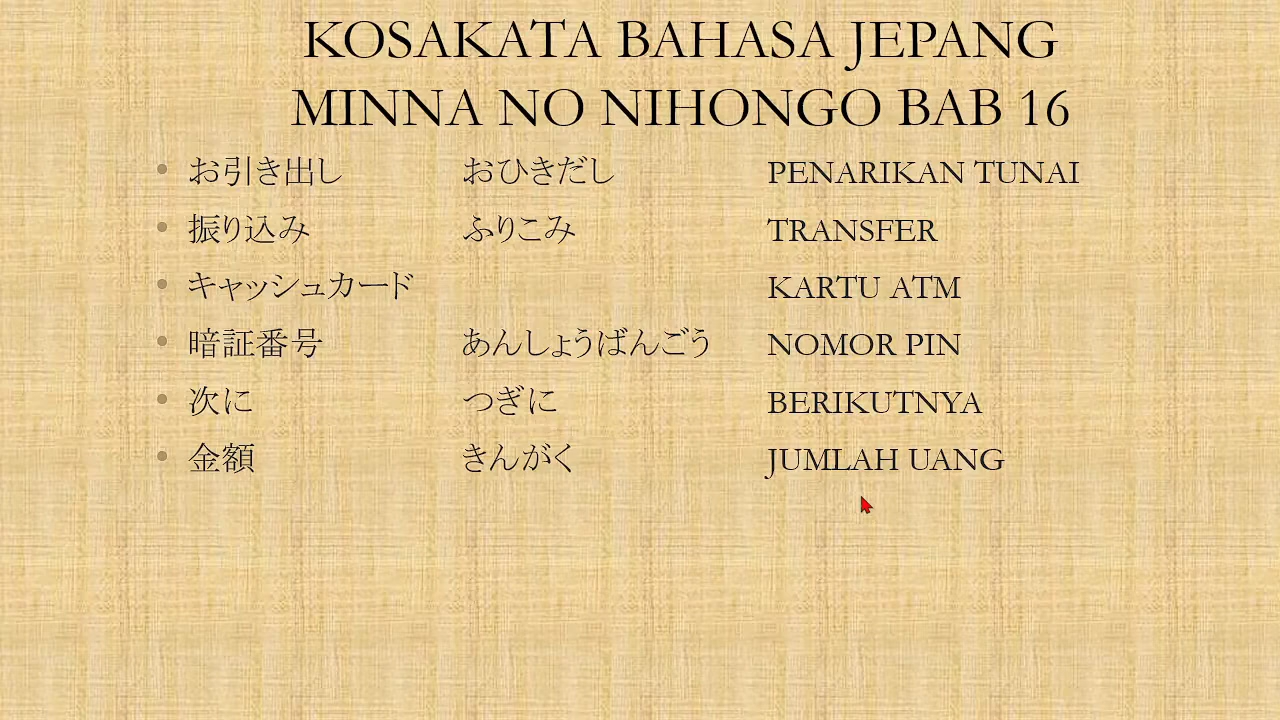 KOSAKATA BAHASA JEPANG
MINNA NO NIHONGO BAB 16
• お引き出し おひきだし PENARIKAN TUNAI
• 振り込み ふりこみ TRANSFER
• キャッシュカード KARTU ATM
• 暗証番号 あんしょうばんごう NOMOR PIN
• 次に つぎに BERIKUTNYA
• 金額 きんがく JUMLAH UANG